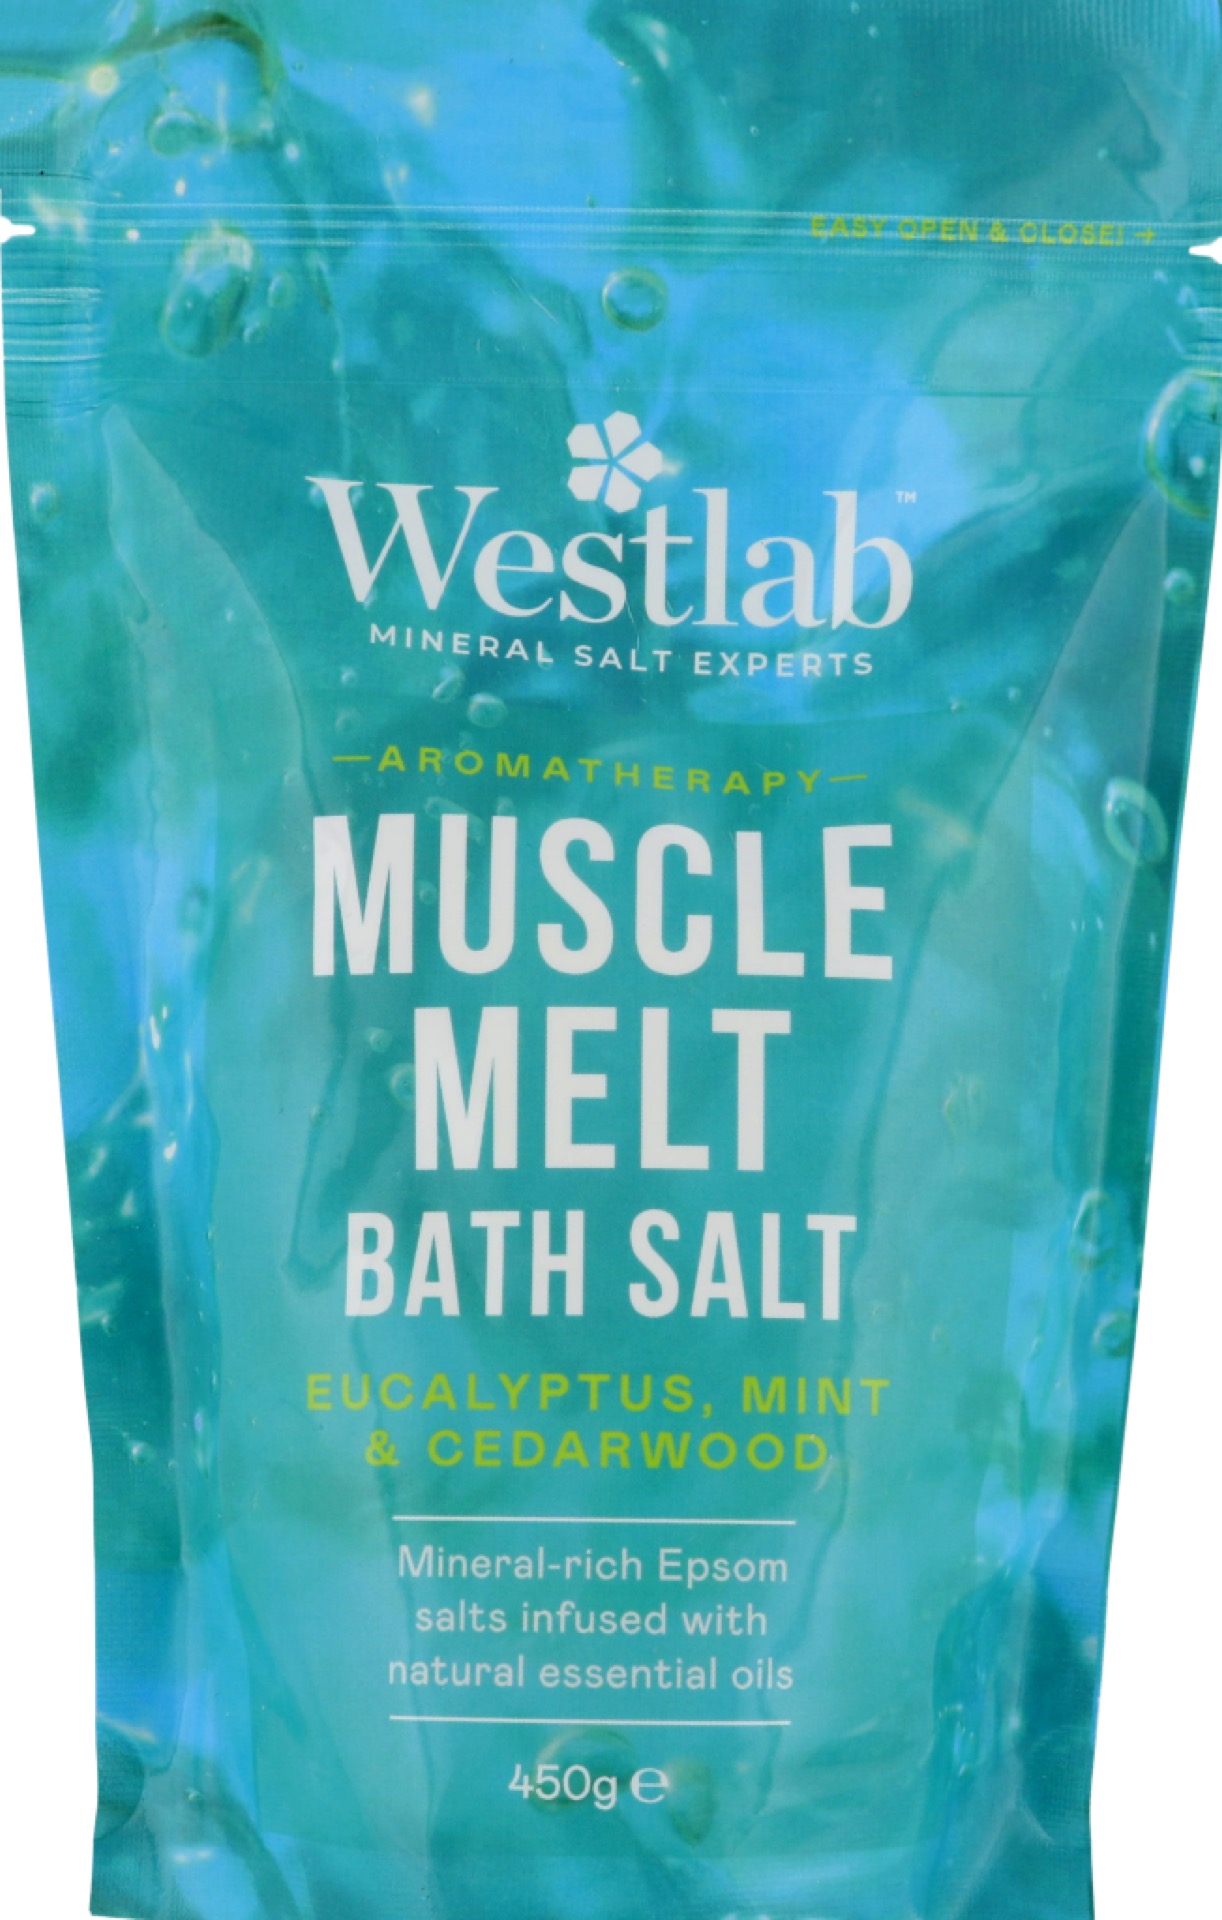 EASY OPEN & CLOSE! →
Westlab™
MINERAL SALT EXPERTS
—AROMATHERAPY—
MUSCLE
MELT
BATH SALT
EUCALYPTUS, MINT
& CEDARWOOD
Mineral-rich Epsom
salts infused with
natural essential oils
450g ℮